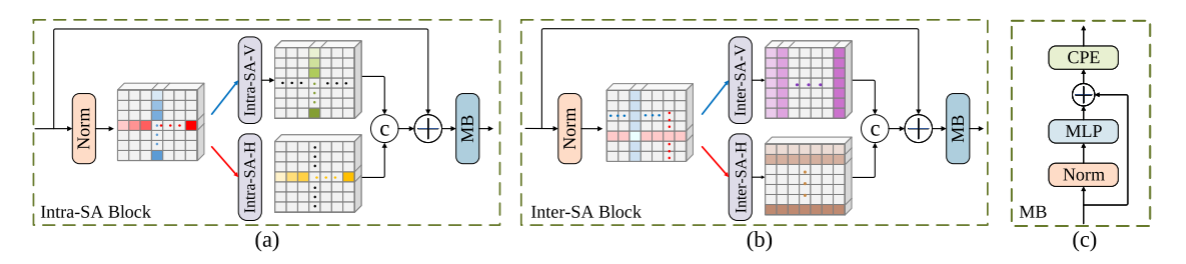 Norm
Intra-SA-V
Intra-SA-H
c
MB
Intra-SA Block
(a)
Norm
Inter-SA-V
Inter-SA-H
c
MB
Inter-SA Block
(b)
CPE
MLP
Norm
MB
(c)